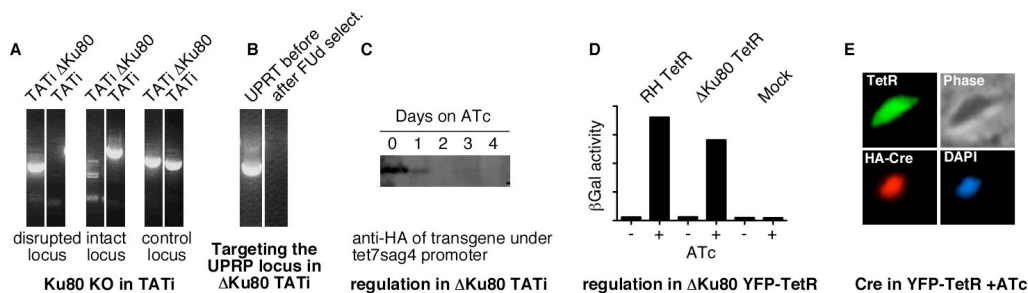 A
TATi ΔKu80
TATi
TATi ΔKu80
TATi
TATi ΔKu80
TATi
disrupted
locus
intact
locus
control
locus
Ku80 KO in TATi
B
UPRT before
after FUd select.
Targeting the
UPRP locus in
ΔKu80 TATi
C
Days on ATc
0 1 2 3 4
anti-HA of transgene under
tet7sag4 promoter
regulation in ΔKu80 TATi
D
RH TetR
ΔKu80 TetR
Mock
βGal activity
- + - + - +
ATc
regulation in ΔKu80 YFP-TetR
E
TetR
Phase
HA-Cre
DAPI
Cre in YFP-TetR +ATc